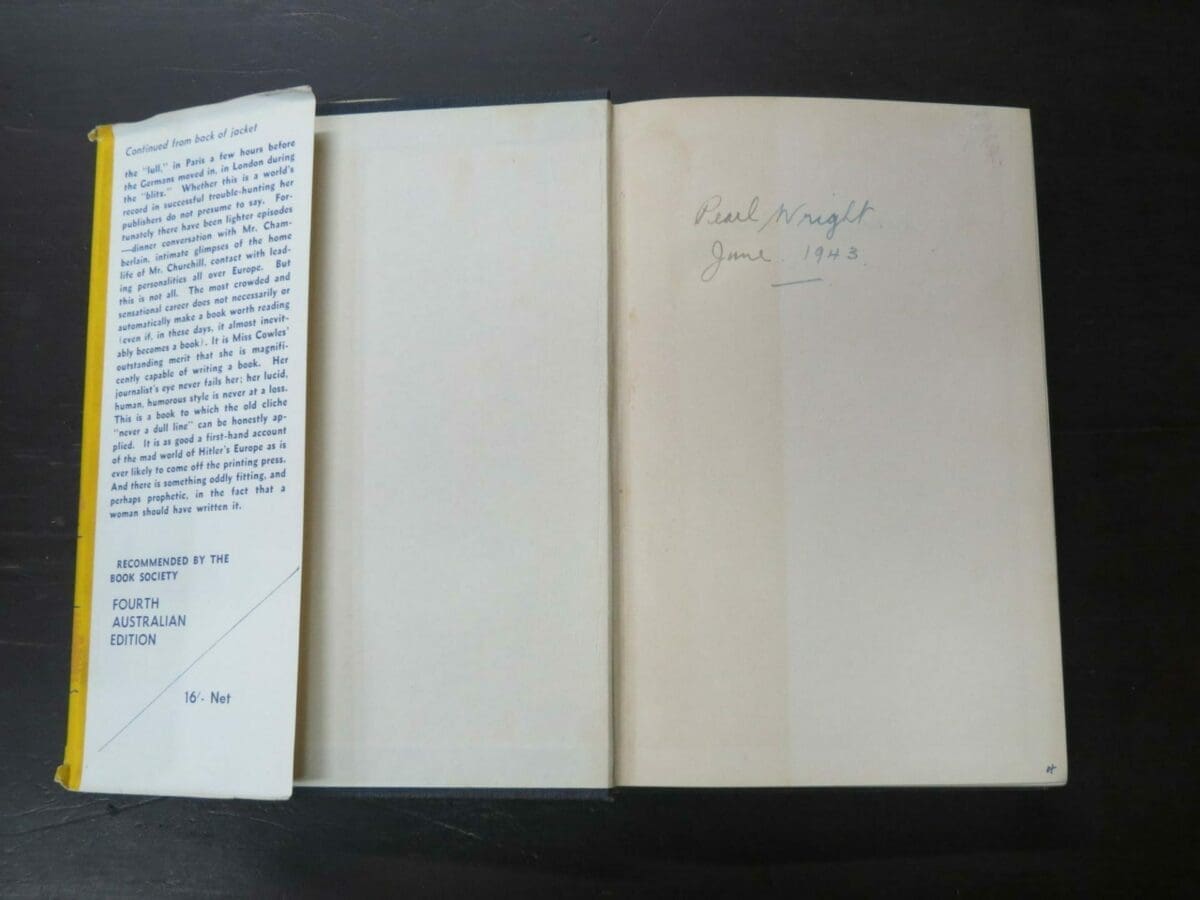 Continued from back of jacket
the "lull," in Paris a few hours before
the Germans moved in, in London during
the "blitz." Whether this is a world's
record in successful trouble-hunting her
publishers do not presume to say. For-
tunately there have been lighter episodes
—dinner conversation with Mr. Cham-
berlain, intimate glimpses of the home
life of Mr. Churchill, contact with lead-
ing personalities all over Europe. But
this is not all. The most crowded and
sensational career does not necessarily or
automatically make a book worth reading
(even if, in these days, it almost inevit-
ably becomes a book). It is Miss Cowles'
outstanding merit that she is magnifi-
cently capable of writing a book. Her
journalist's eye never fails her; her lucid,
human, humorous style is never at a loss.
This is a book to which the old cliche
"never a dull line" can be honestly ap-
plied. It is as good a first-hand account
of the mad world of Hitler's Europe as is
ever likely to come off the printing press.
And there is something oddly fitting, and
perhaps prophetic, in the fact that a
woman should have written it.
RECOMMENDED BY THE
BOOK SOCIETY
FOURTH
AUSTRALIAN
EDITION
16/- Net
Pearl Wright
June 1943